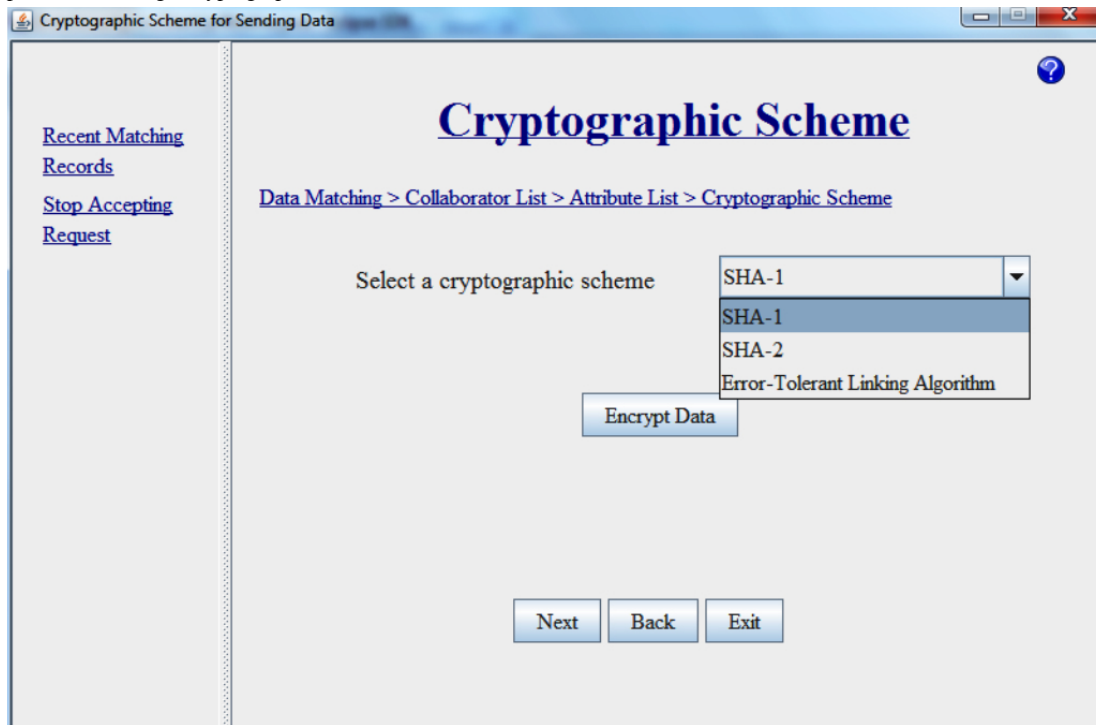 Cryptographic Scheme for Sending Data
Recent Matching
Records
Stop Accepting
Request
?
Cryptographic Scheme
Data Matching > Collaborator List > Attribute List > Cryptographic Scheme
Select a cryptographic scheme
SHA-1
SHA-1
SHA-2
Error-Tolerant Linking Algorithm
Encrypt Data
Next Back Exit